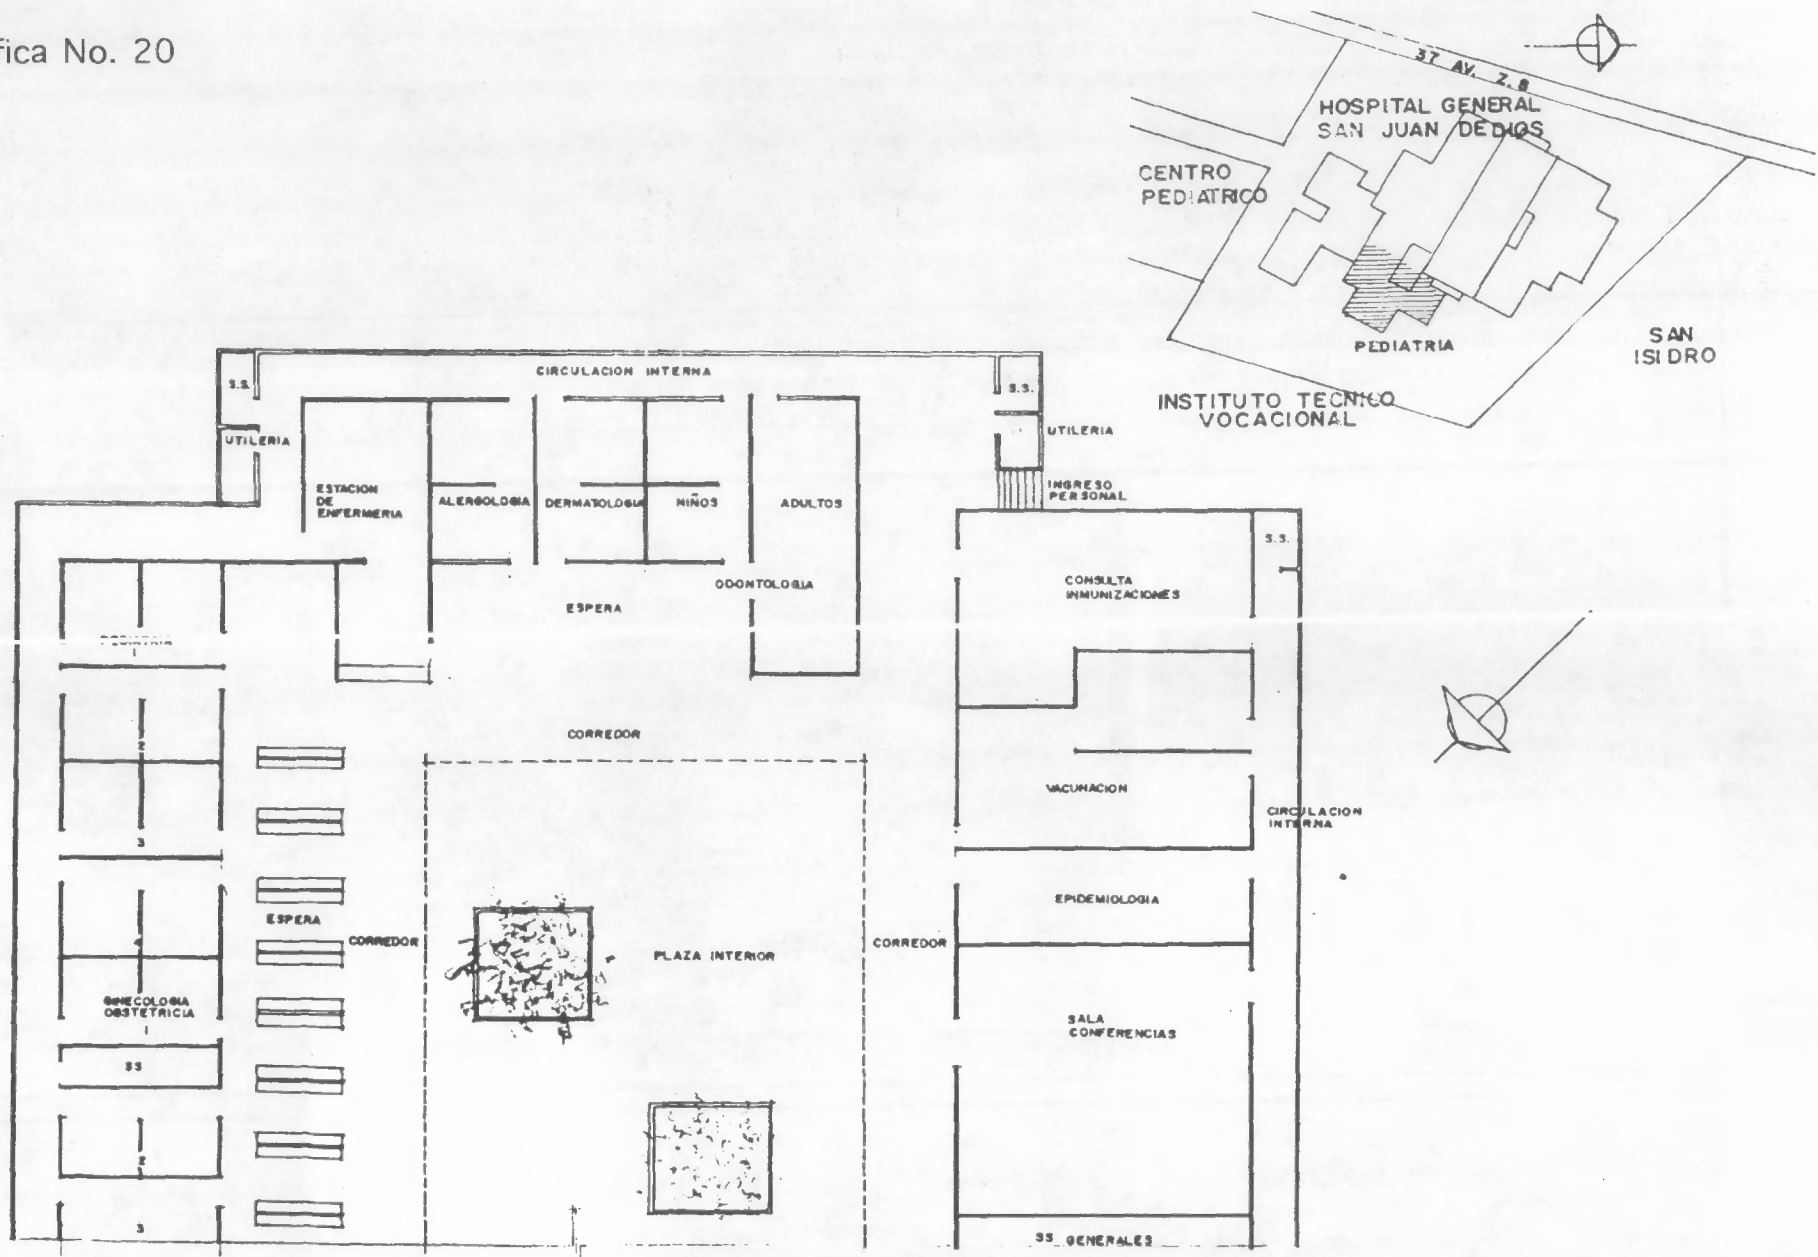 fica No. 20
37 AV. Z. 8
HOSPITAL GENERAL
SAN JUAN DE DIOS
CENTRO
PEDIATRICO
PEDIATRIA
SAN
ISIDRO
INSTITUTO TECNICO
VOCACIONAL
CIRCULACION INTERNA
S.S.
S.S.
UTILERIA
UTILERIA
ESTACION
DE
ENFERMERIA
ALERGOLOGIA
DERMATOLOGIA
NIÑOS
ADULTOS
INGRESO
PERSONAL
S.S.
ODONTOLOGIA
CONSULTA
INMUNIZACIONES
ESPERA
1
CORREDOR
2
VACUNACION
CIRCULACION
INTERNA
3
EPIDEMIOLOGIA
ESPERA
4
CORREDOR
PLAZA INTERIOR
CORREDOR
GINECOLOGIA
OBSTETRICIA
1
SALA
CONFERENCIAS
SS
2
3
SS GENERALES